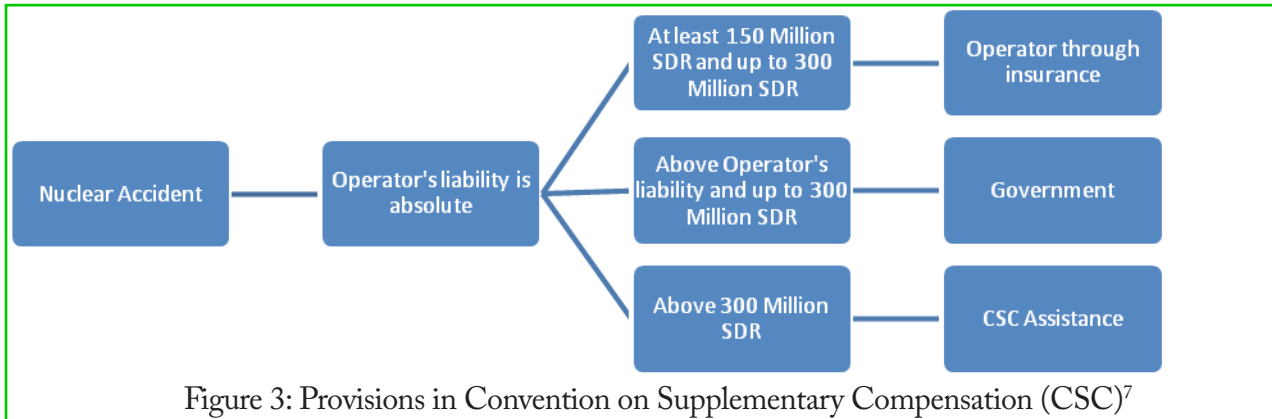 Nuclear Accident
Operator's liability is
absolute
At least 150 Million
SDR and up to 300
Million SDR
Operator through
insurance
Above Operator's
liability and up to 300
Million SDR
Government
Above 300 Million
SDR
CSC Assistance
Figure 3: Provisions in Convention on Supplementary Compensation (CSC)⁷